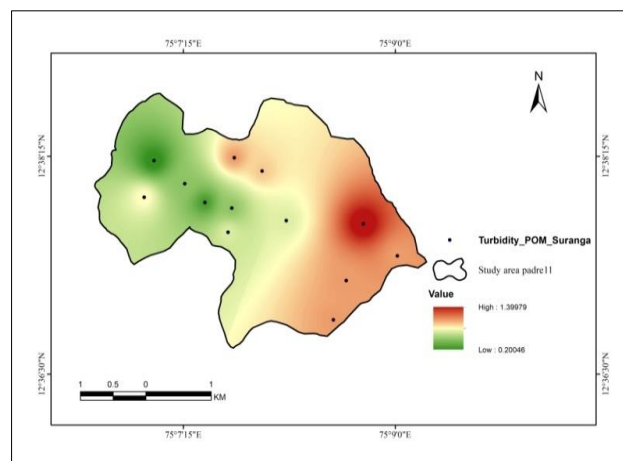 75°7'15"E
75°9'0"E
N
12°38'15"N
12°38'15"N
Turbidity_POM_Suranga
Study area padre11
Value
High : 1.39979
Low : 0.20046
12°36'30"N
12°36'30"N
1 0.5 0 1
KM
75°7'15"E
75°9'0"E